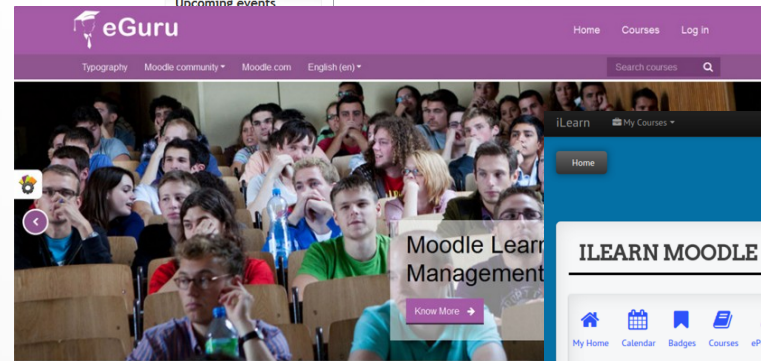 Upcoming events
eGuru
Home Courses Log in
Typography Moodle community Moodle.com English (en)
Search courses
iLearn My Courses
Home
Moodle Learn
Management
Know More
ILEARN MOODLE
My Home Calendar Badges Courses eP